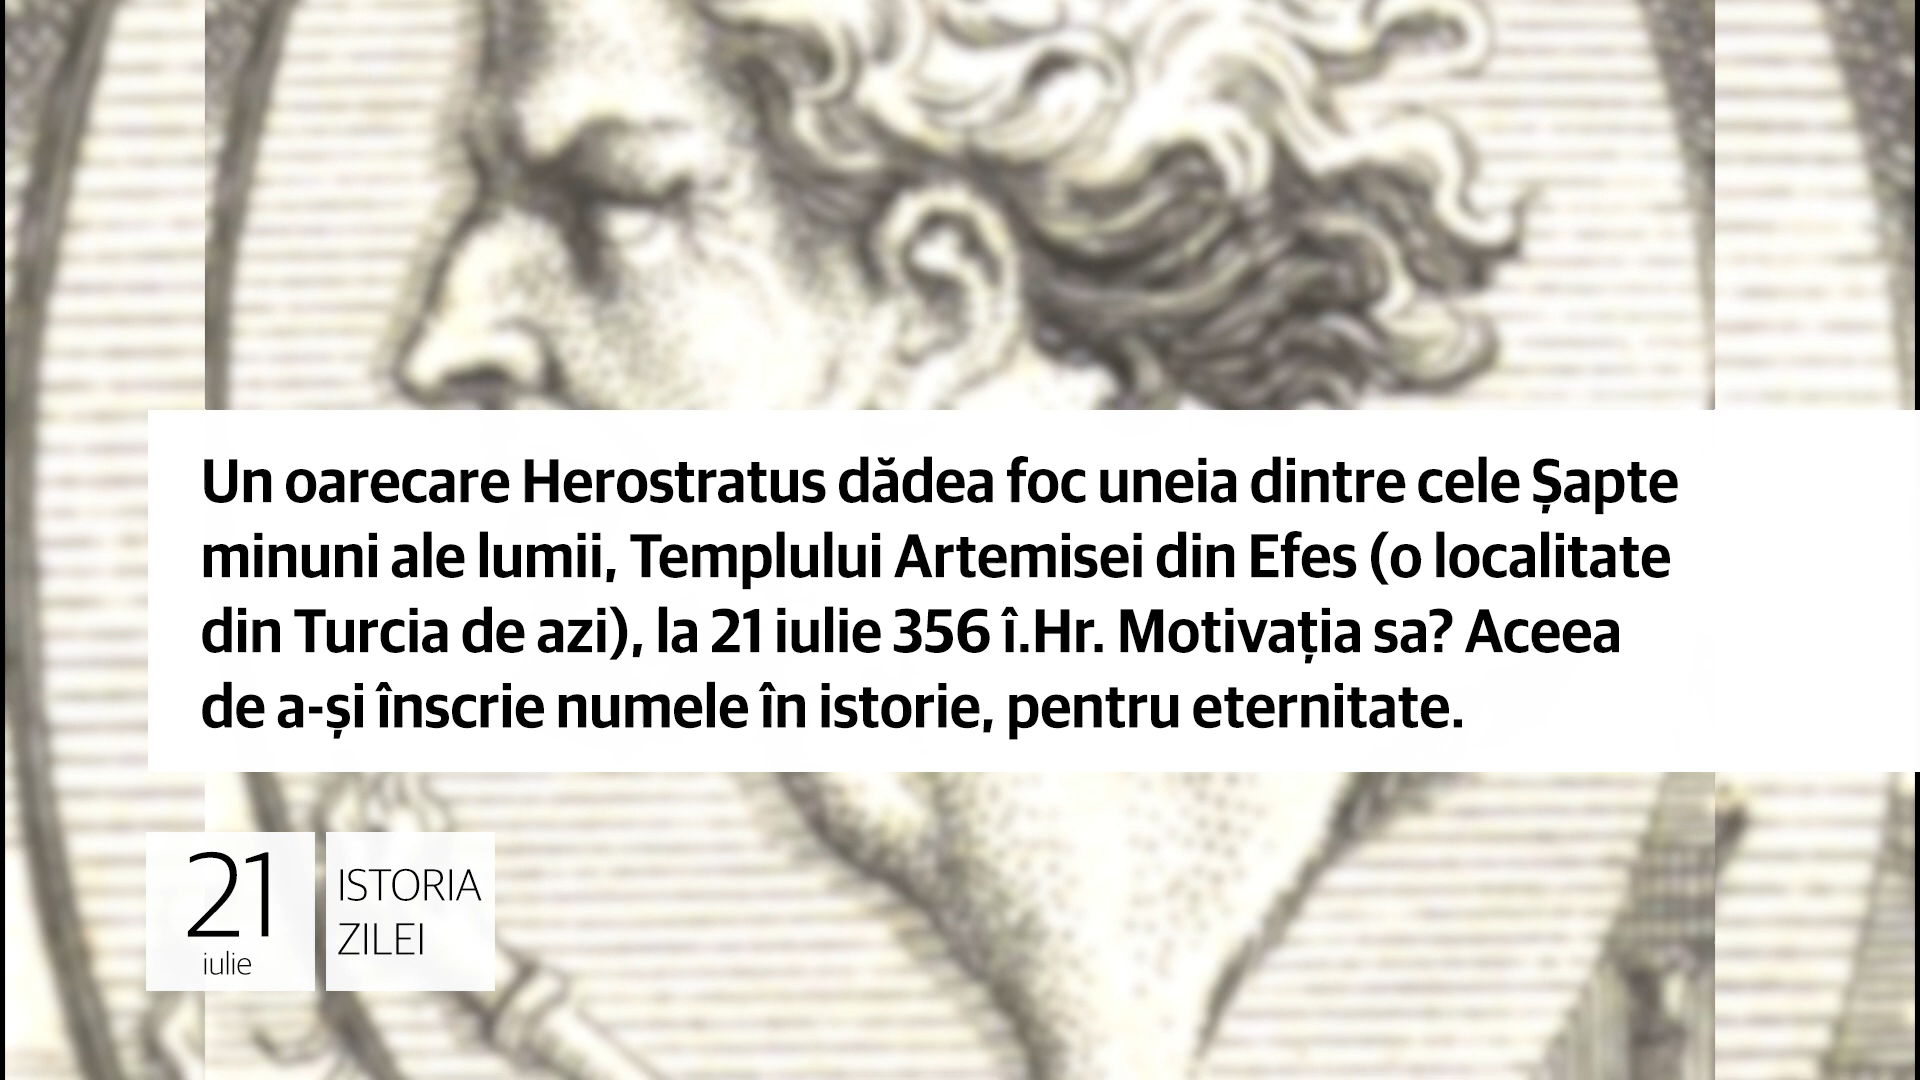 Un oarecare Herostratus dădea foc uneia dintre cele Șapte
minuni ale lumii, Templului Artemisei din Efes (o localitate
din Turcia de azi), la 21 iulie 356 î.Hr. Motivația sa? Aceea
de a-și înscrie numele în istorie, pentru eternitate.
21
iulie
ISTORIA
ZILEI